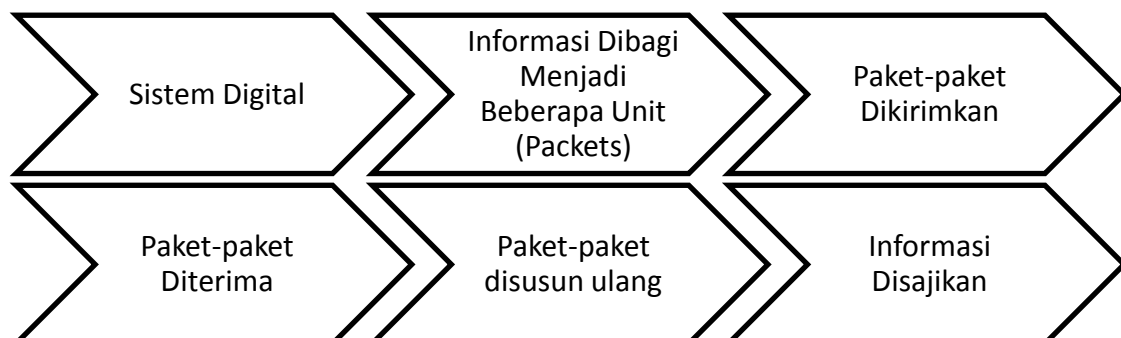 Sistem Digital
Informasi Dibagi
Menjadi
Beberapa Unit
(Packets)
Paket-paket
Dikirimkan
Paket-paket
Diterima
Paket-paket
disusun ulang
Informasi
Disajikan